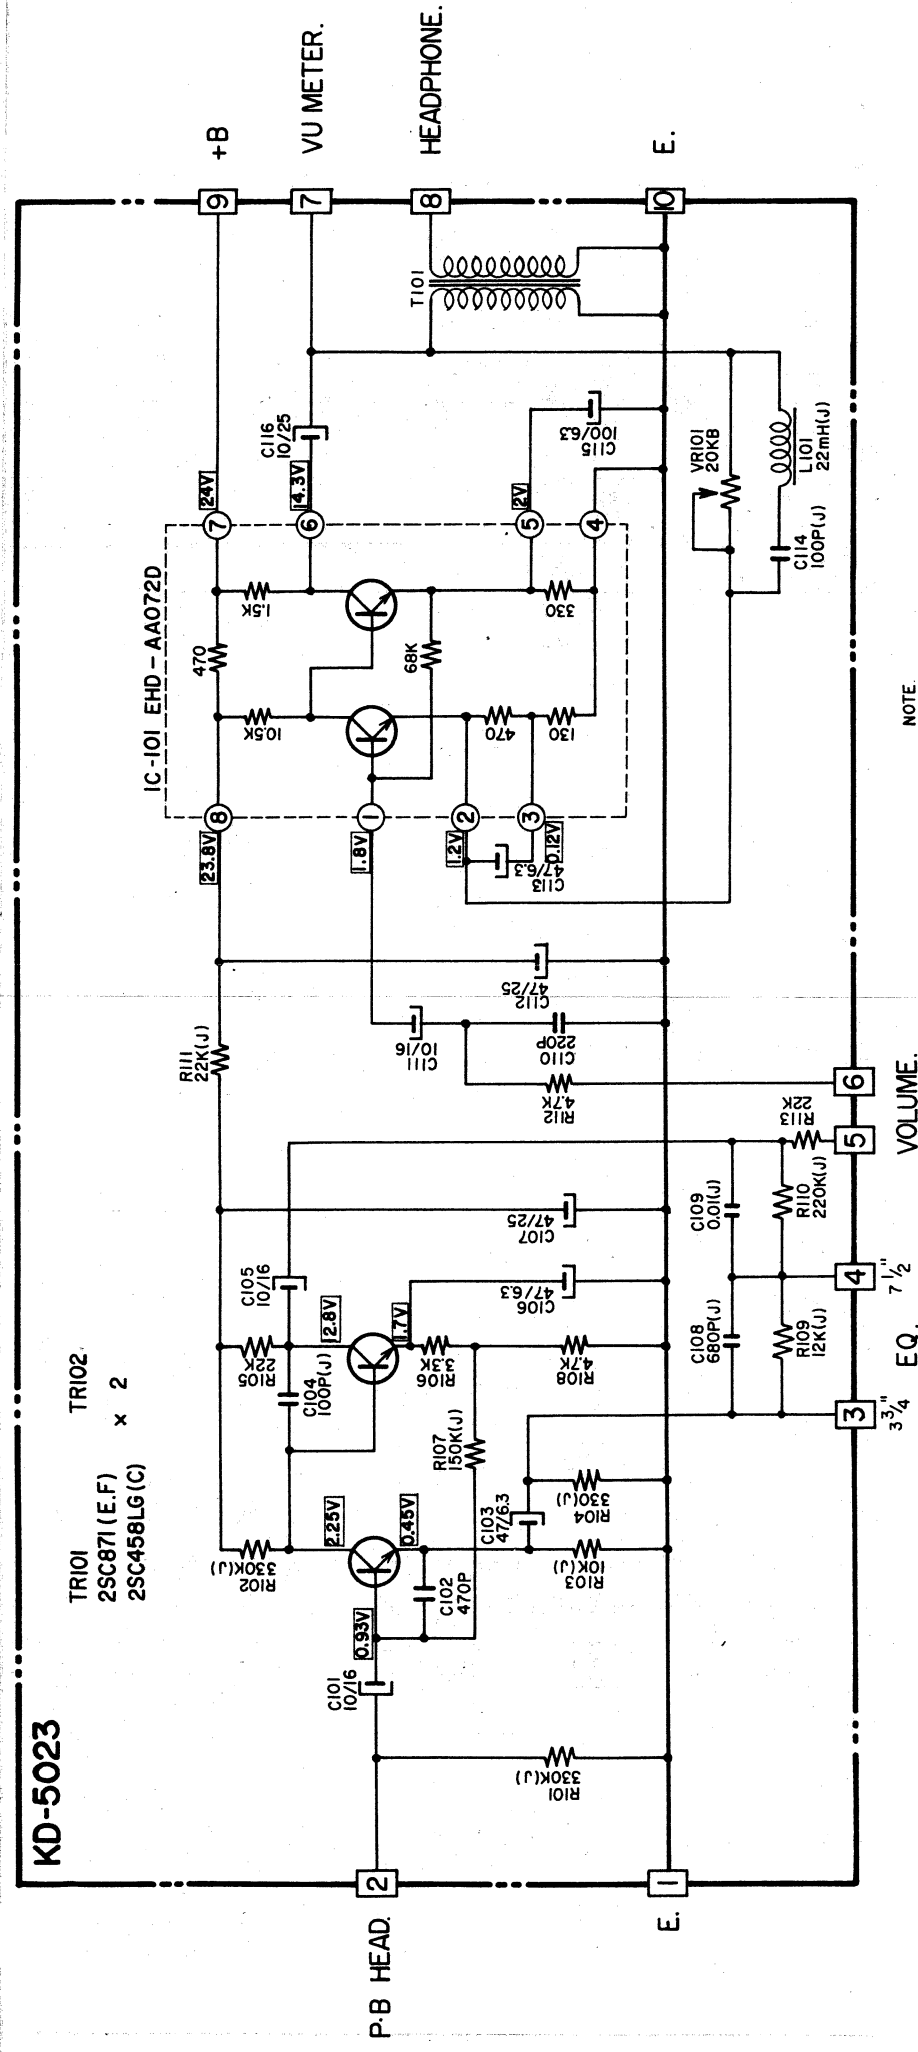 KD-5023
TR101 TR102
2SC871(E.F)
2SC458LG(C) × 2
P.B HEAD.
2
E.
1
R101
330K(J)
C101
10/16
0.93V
C102
470P
R102
330K(J)
2.25V
0.45V
C103
47/6.3
R103
10K(J)
R104
330(J)
R107
150K(J)
C104
100P(J)
R105
22K
12.8V
1.7V
R106
3.3K
R108
4.7K
C105
10/16
C106
47/6.3
C107
47/25
C108
680P(J)
R109
12K(J)
C109
0.01(J)
R110
220K(J)
R113
22K
3
3 3/4"
EQ.
4
7 1/2"
5
VOLUME.
6
R111
22K(J)
R112
4.7K
C110
220P
C111
10/16
C112
47/25
IC-101 EHD-AA072D
23.8V
8
1.8V
1
1.2V
2
0.12V
3
C113
47/6.3
10.5K
470
1.5K
68K
470
130
330
24V
7
14.3V
6
2V
5
4
C116
10/25
C115
100/6.3
VR101
20KB
C114
100P(J)
L101
22mH(J)
T101
9
+B
7
VU METER.
8
HEADPHONE.
10
E.
NOTE